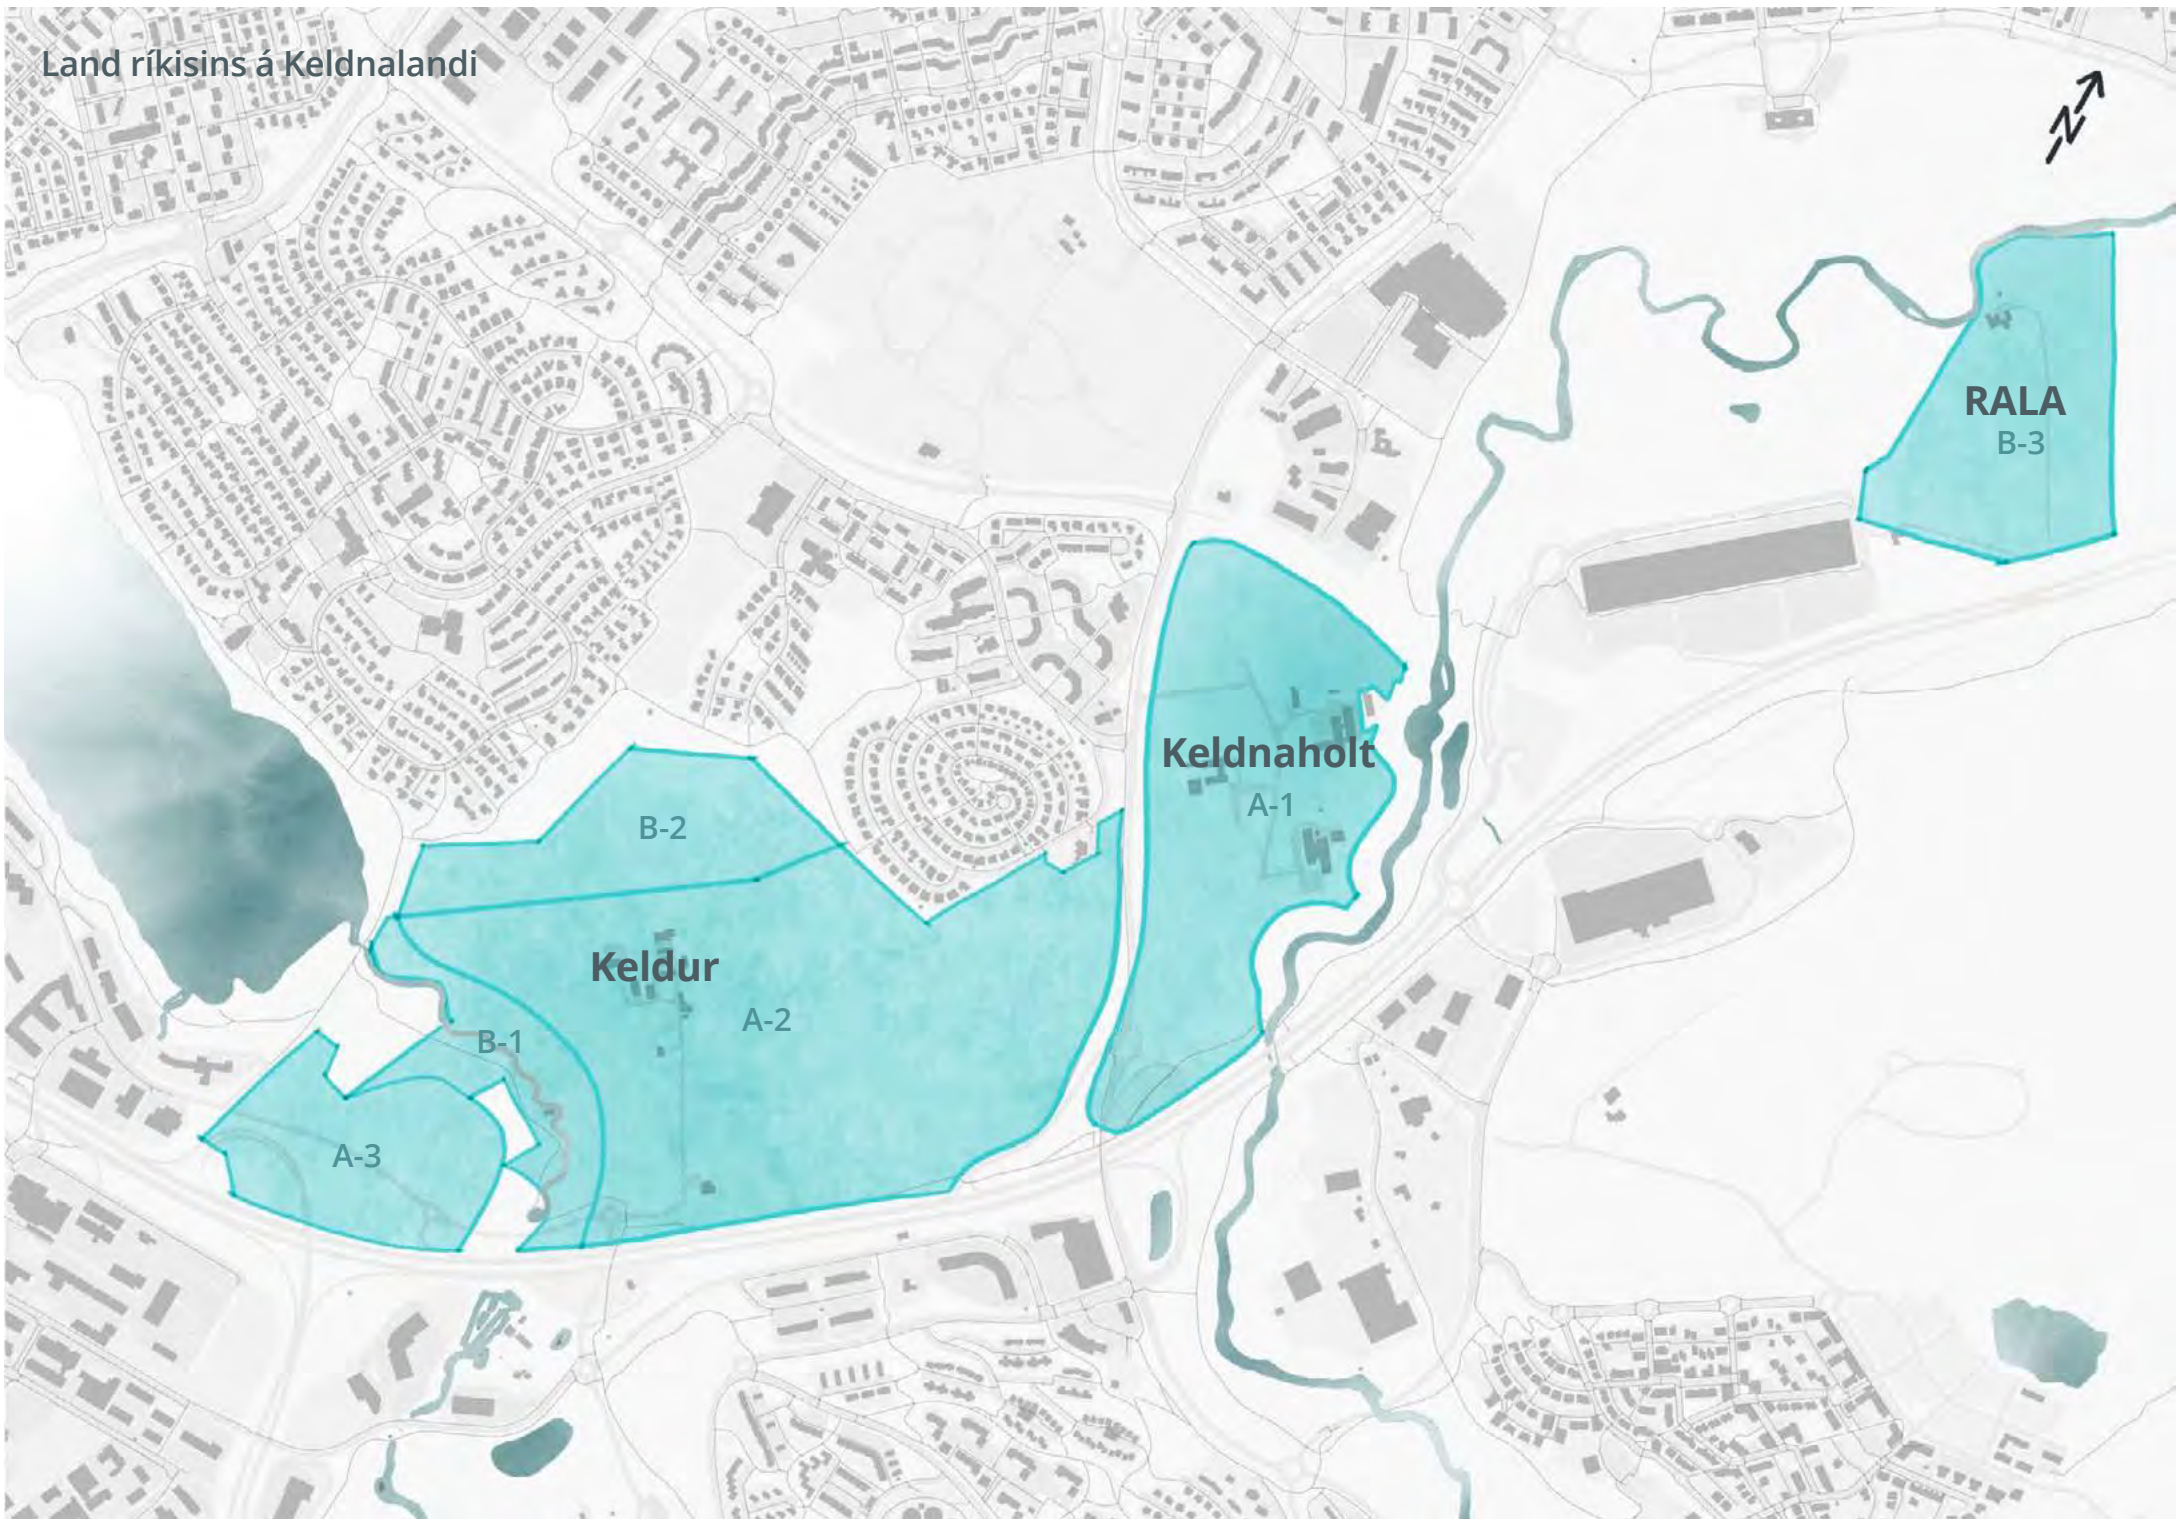 Land ríkisins á Keldnalandi
N
RALA
B-3
Keldnaholt
A-1
B-2
Keldur
A-2
B-1
A-3